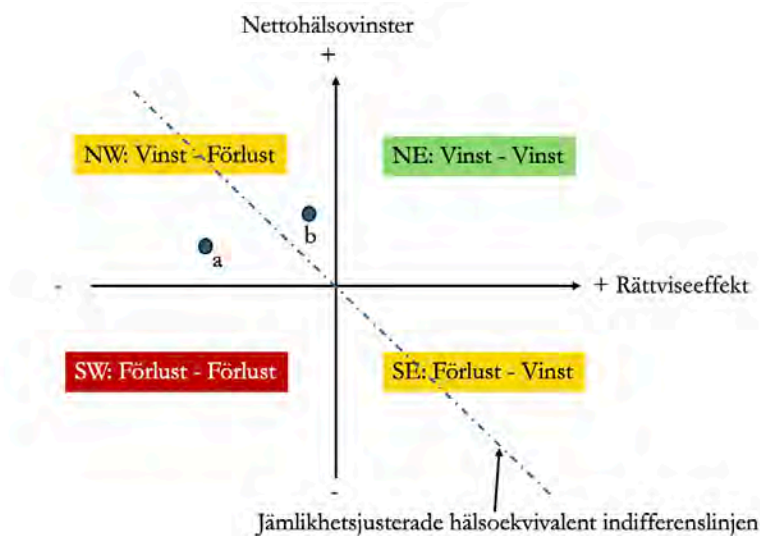 Nettohälsovinster
+
NW: Vinst - Förlust
NE: Vinst - Vinst
b
a
-
+ Rättviseeffekt
SW: Förlust - Förlust
SE: Förlust - Vinst
-
Jämlikhetsjusterade hälsoekvivalent indifferenslinjen